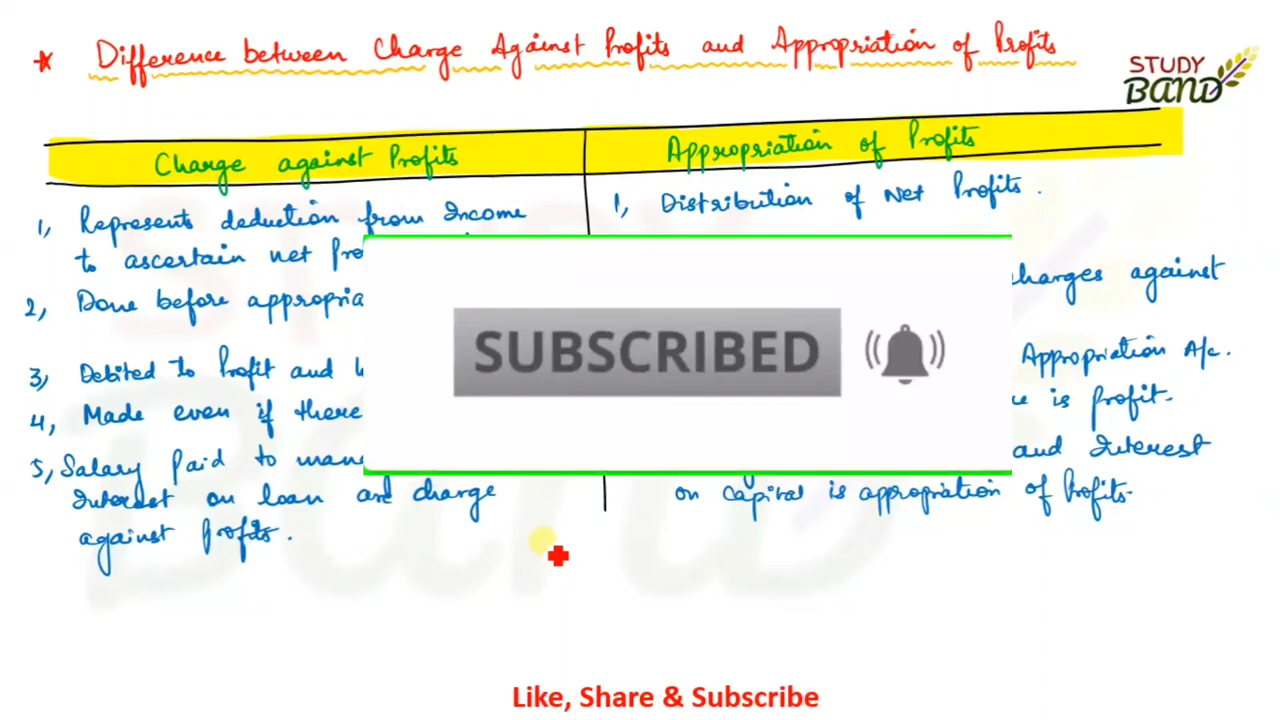 * Difference between Charge Against Profits and Appropriation of Profits
STUDY
BAND
Charge against Profits
Appropriation of Profits
1, Represents deduction from Income
to ascertain net
2, Done before
3, Debited to Profit and
4, Made even if there
5, Salary paid to
Interest on loan are charge
against profits.
1, Distribution of Net Profits.
charges against
Appropriation A/c.
is profit.
and Interest
on capital is appropriation of Profits.
SUBSCRIBED
Like, Share & Subscribe